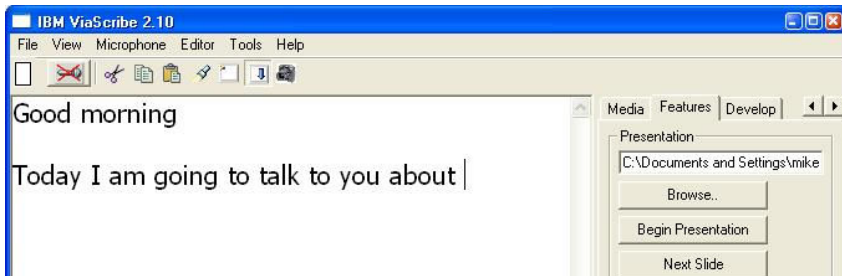 IBM ViaScribe 2.10
File View Microphone Editor Tools Help
Good morning
Today I am going to talk to you about
Media Features Develop
Presentation
C:\Documents and Settings\mike
Browse..
Begin Presentation
Next Slide